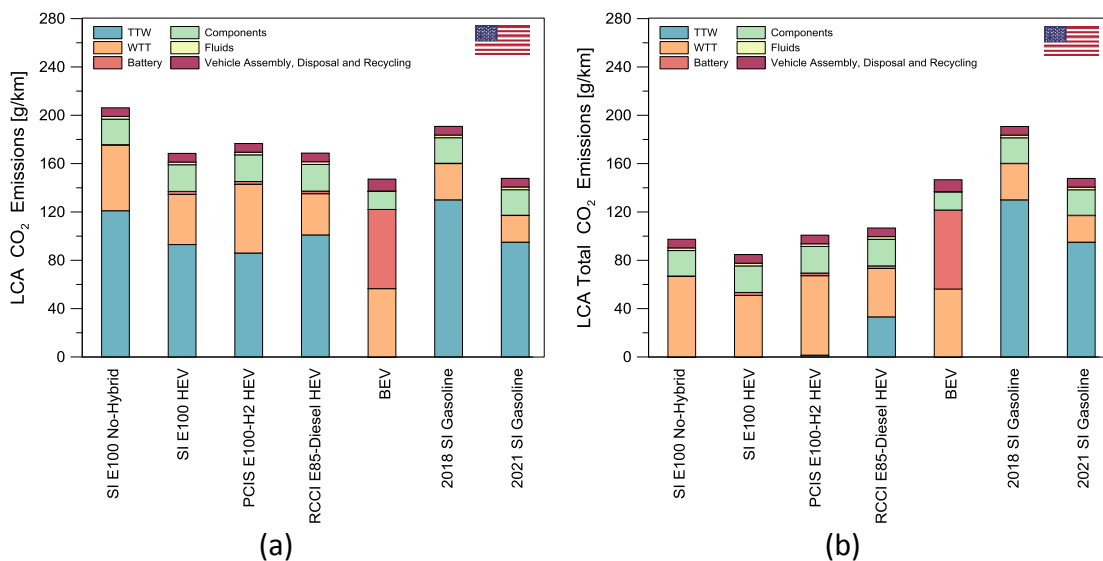 280
240
200
160
120
80
40
0
LCA CO2 Emissions [g/km]
TTW
WTT
Battery
Components
Fluids
Vehicle Assembly, Disposal and Recycling
SI E100 No-Hybrid
SI E100 HEV
PCIS E100-H2 HEV
RCCI E85-Diesel HEV
BEV
2018 SI Gasoline
2021 SI Gasoline
(a)
280
240
200
160
120
80
40
0
LCA Total CO2 Emissions [g/km]
TTW
WTT
Battery
Components
Fluids
Vehicle Assembly, Disposal and Recycling
SI E100 No-Hybrid
SI E100 HEV
PCIS E100-H2 HEV
RCCI E85-Diesel HEV
BEV
2018 SI Gasoline
2021 SI Gasoline
(b)